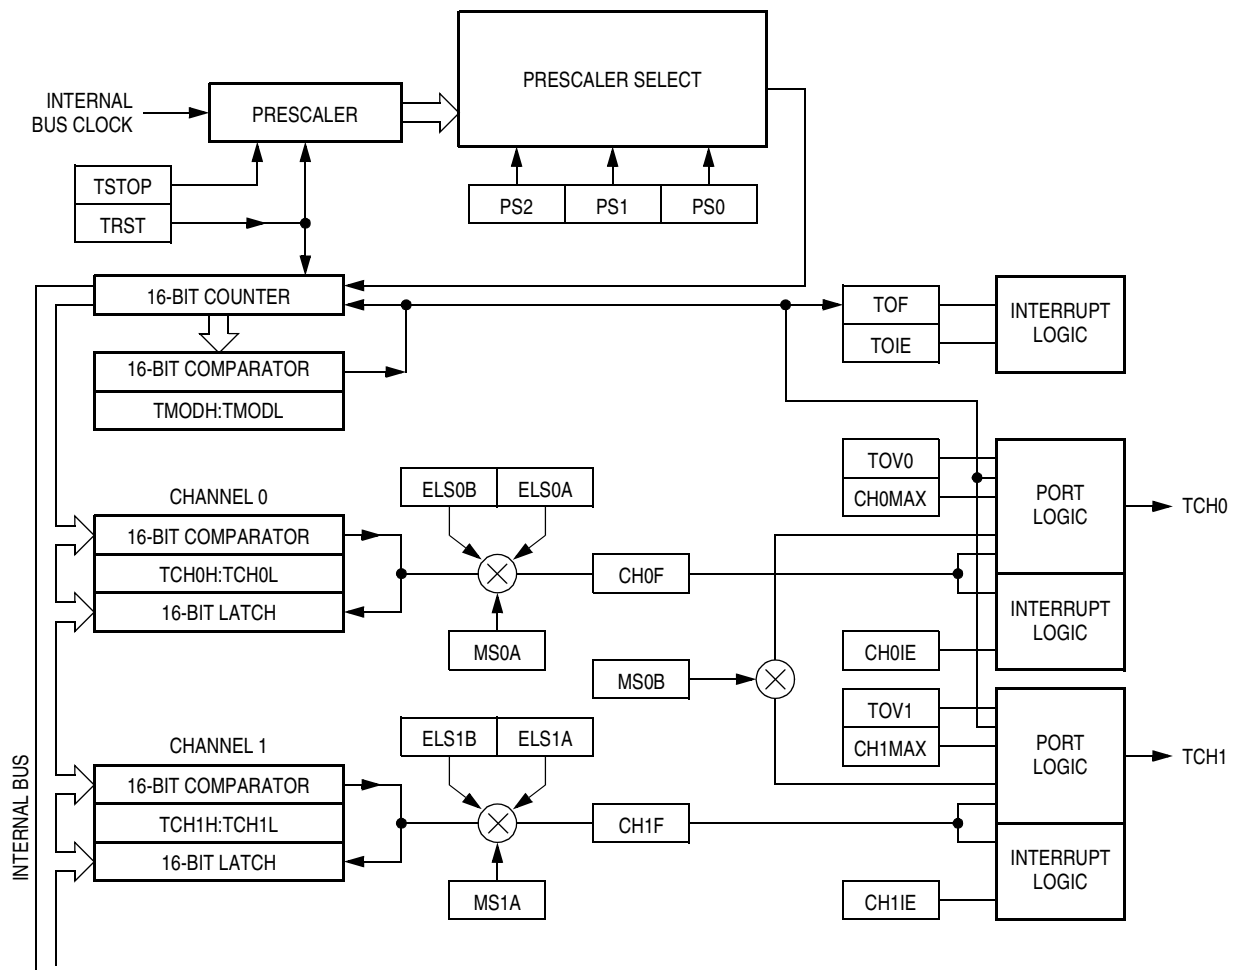 PRESCALER SELECT
INTERNAL
BUS CLOCK
PRESCALER
TSTOP
TRST
PS2
PS1
PS0
16-BIT COUNTER
TOF
TOIE
INTERRUPT
LOGIC
16-BIT COMPARATOR
TMODH:TMODL
CHANNEL 0
16-BIT COMPARATOR
TCH0H:TCH0L
16-BIT LATCH
ELS0B
ELS0A
MS0A
CH0F
TOV0
CH0MAX
PORT
LOGIC
TCH0
INTERRUPT
LOGIC
CH0IE
MS0B
CHANNEL 1
16-BIT COMPARATOR
TCH1H:TCH1L
16-BIT LATCH
ELS1B
ELS1A
MS1A
CH1F
TOV1
CH1MAX
PORT
LOGIC
TCH1
INTERRUPT
LOGIC
CH1IE
INTERNAL BUS